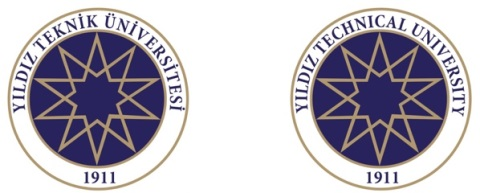 YILDIZ TEKNİK ÜNİVERSİTESİ
1911
YILDIZ TECHNICAL UNIVERSITY
1911